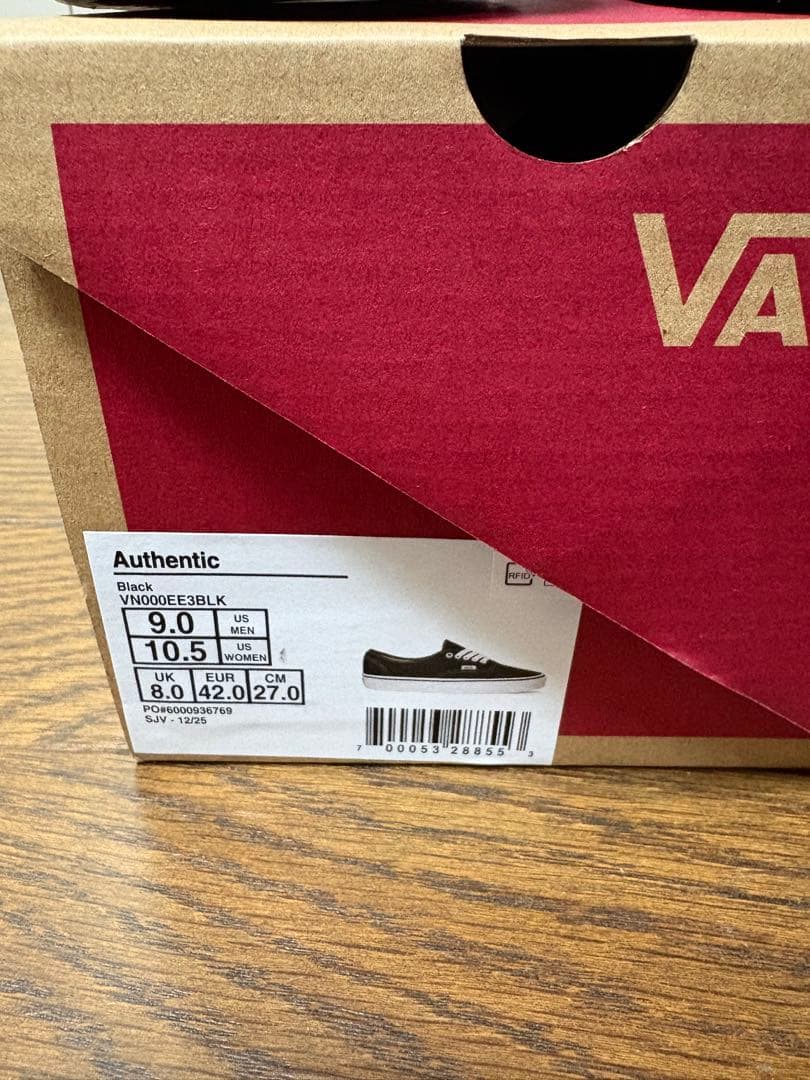 VA
Authentic
RFID
Black
VN000EE3BLK
9.0 US MEN
10.5 US WOMEN
UK EUR CM
8.0 42.0 27.0
PO#6000936769
SJV - 12/25
7 00053 28855 3